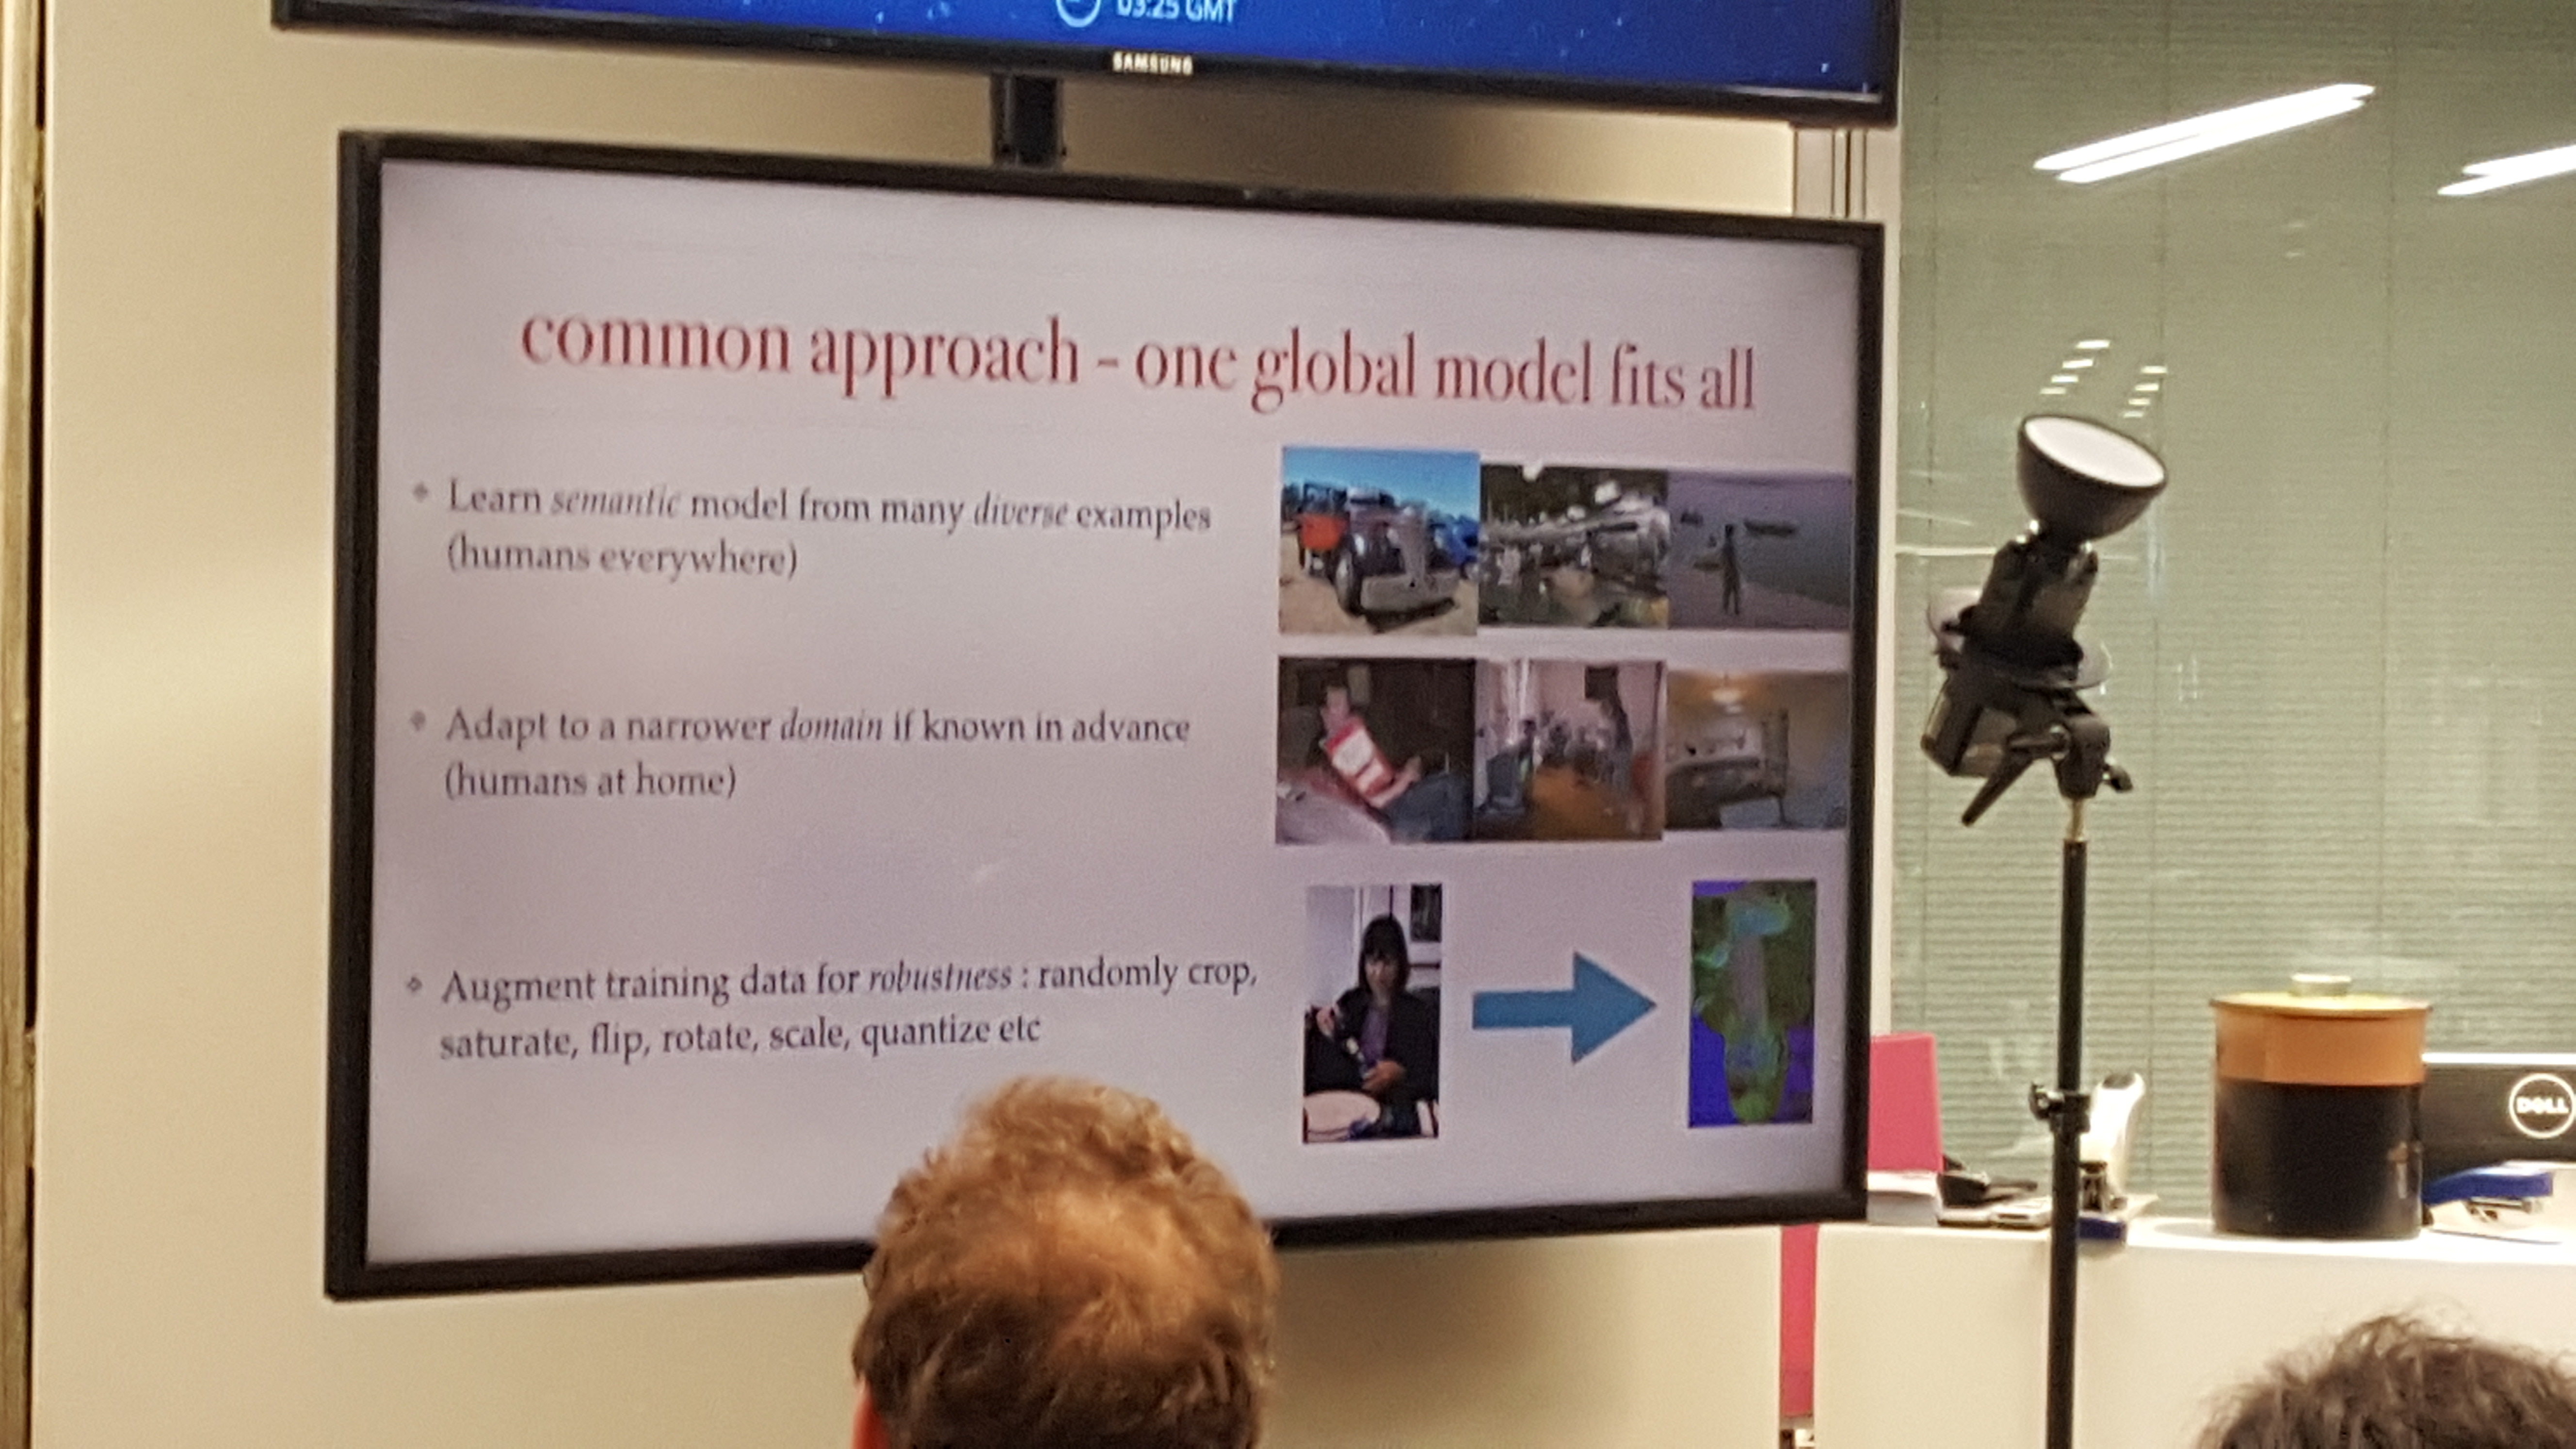 03:25 GMT
SAMSUNG
common approach - one global model fits all
Learn semantic model from many diverse examples
(humans everywhere)
Adapt to a narrower domain if known in advance
(humans at home)
Augment training data for robustness : randomly crop,
saturate, flip, rotate, scale, quantize etc
DELL